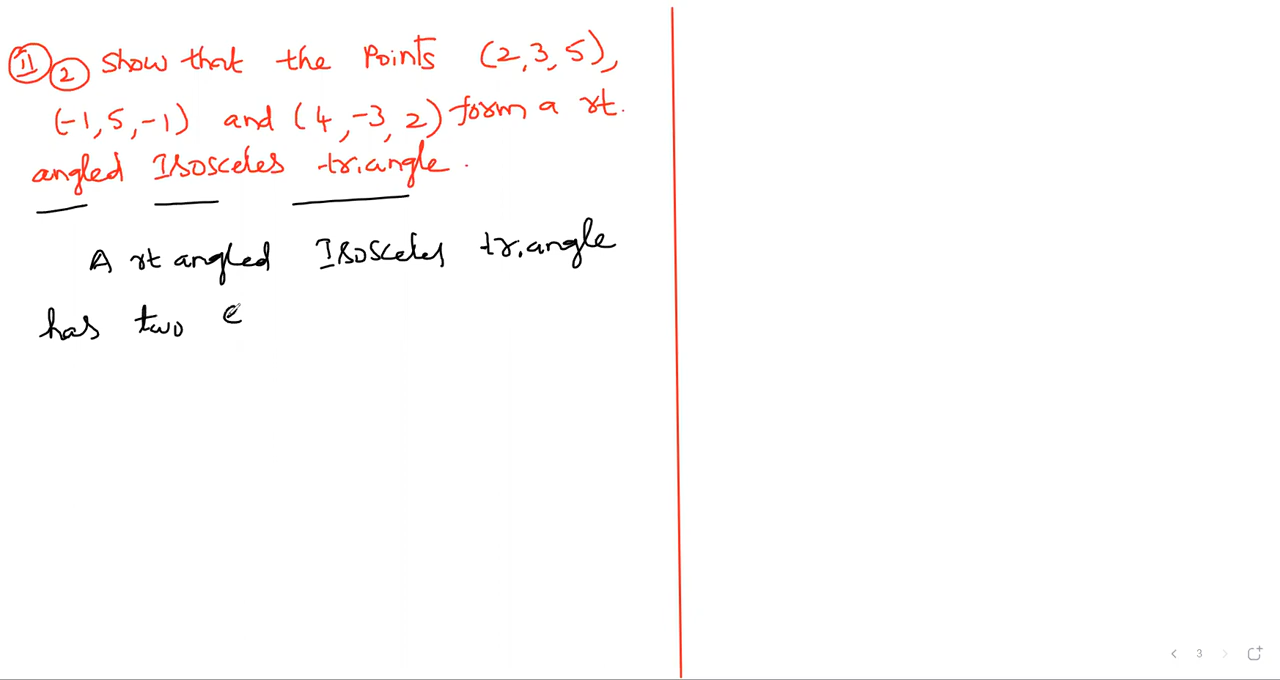 II 2 Show that the Points (2,3,5),
(-1,5,-1) and (4,-3,2) form a rt.
angled Isosceles triangle.
A rt angled Isosceles triangle
has two e
3